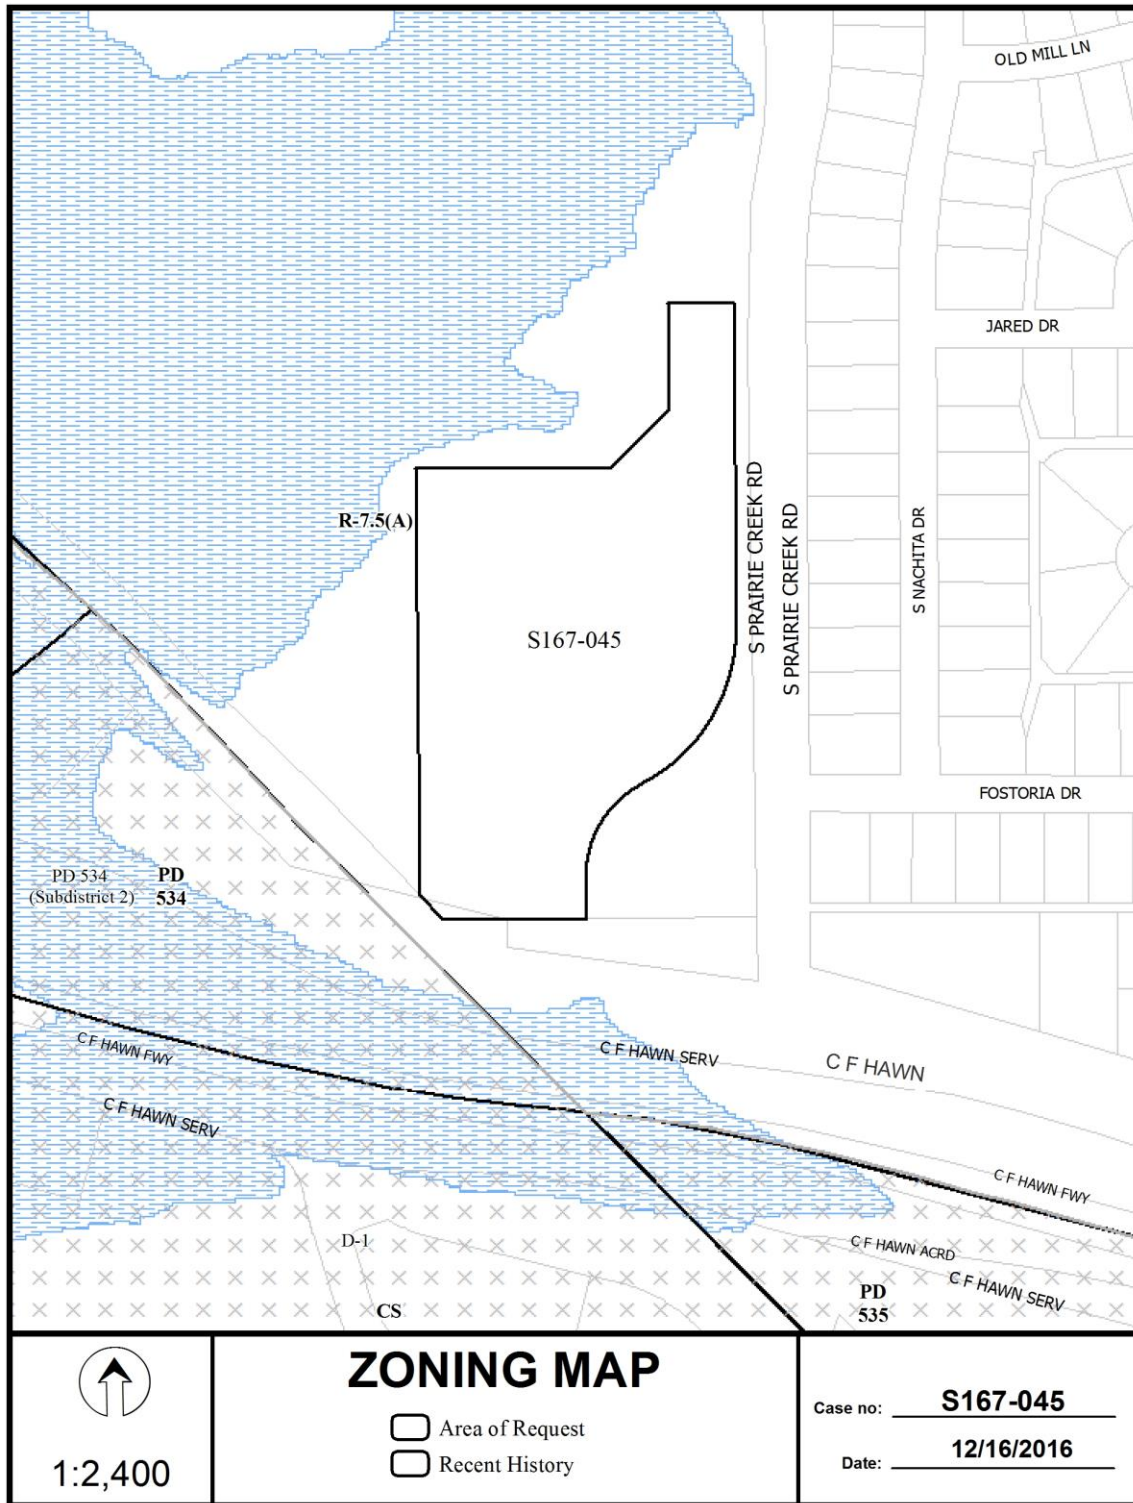 OLD MILL LN
JARED DR
S PRAIRIE CREEK RD
S PRAIRIE CREEK RD
S NACHITA DR
R-7.5(A)
S167-045
FOSTORIA DR
PD 534
(Subdistrict 2)
PD
534
C F HAWN FWY
C F HAWN SERV
C F HAWN SERV
C F HAWN
C F HAWN FWY
C F HAWN ACRD
C F HAWN SERV
D-1
CS
PD
535
1:2,400
ZONING MAP
Area of Request
Recent History
Case no: S167-045
Date: 12/16/2016